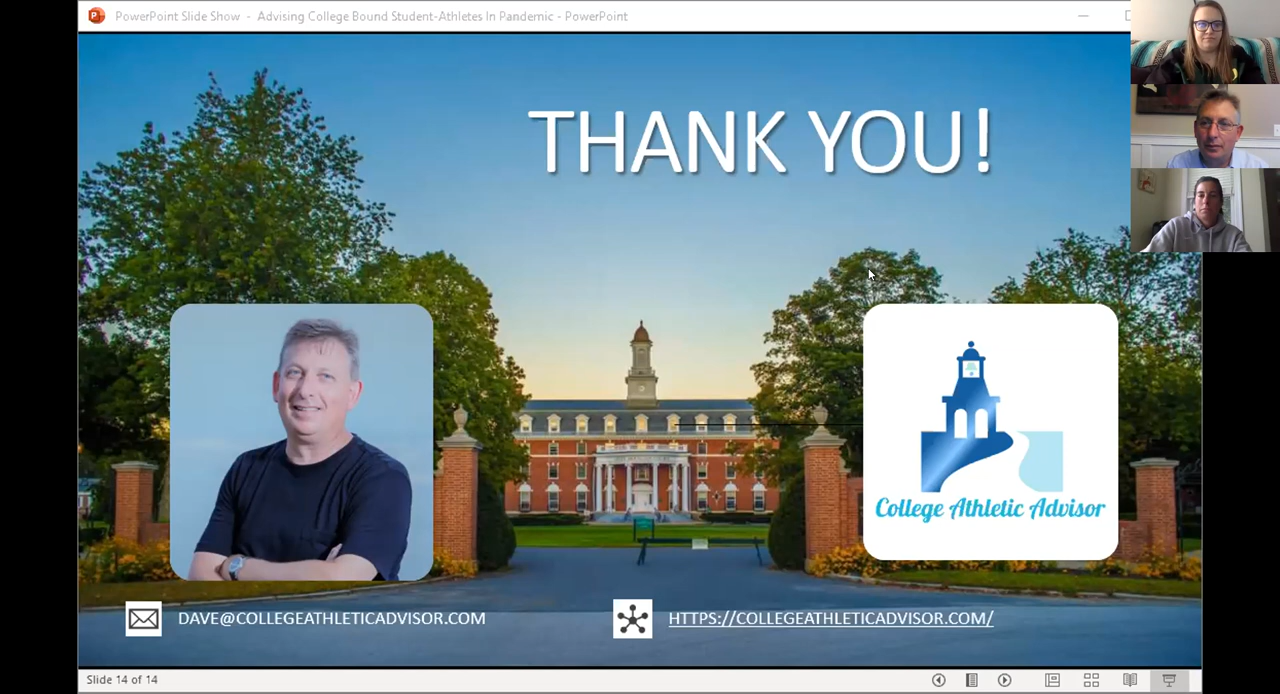 PowerPoint Slide Show - Advising College Bound Student-Athletes In Pandemic - PowerPoint
THANK YOU!
College Athletic Advisor
DAVE@COLLEGEATHLETICADVISOR.COM
HTTPS://COLLEGEATHLETICADVISOR.COM/
Slide 14 of 14